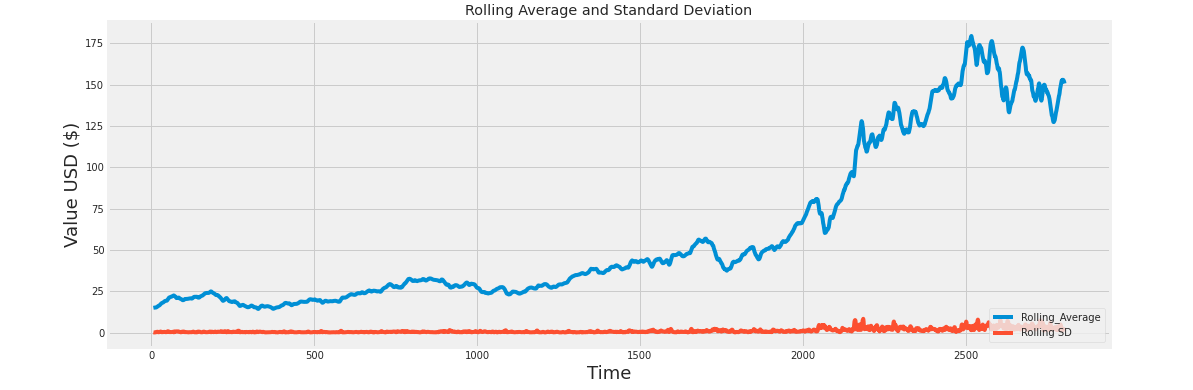 Rolling Average and Standard Deviation
Value USD ($)
175
150
125
100
75
50
25
0
0
500
1000
1500
2000
2500
Time
Rolling_Average
Rolling SD